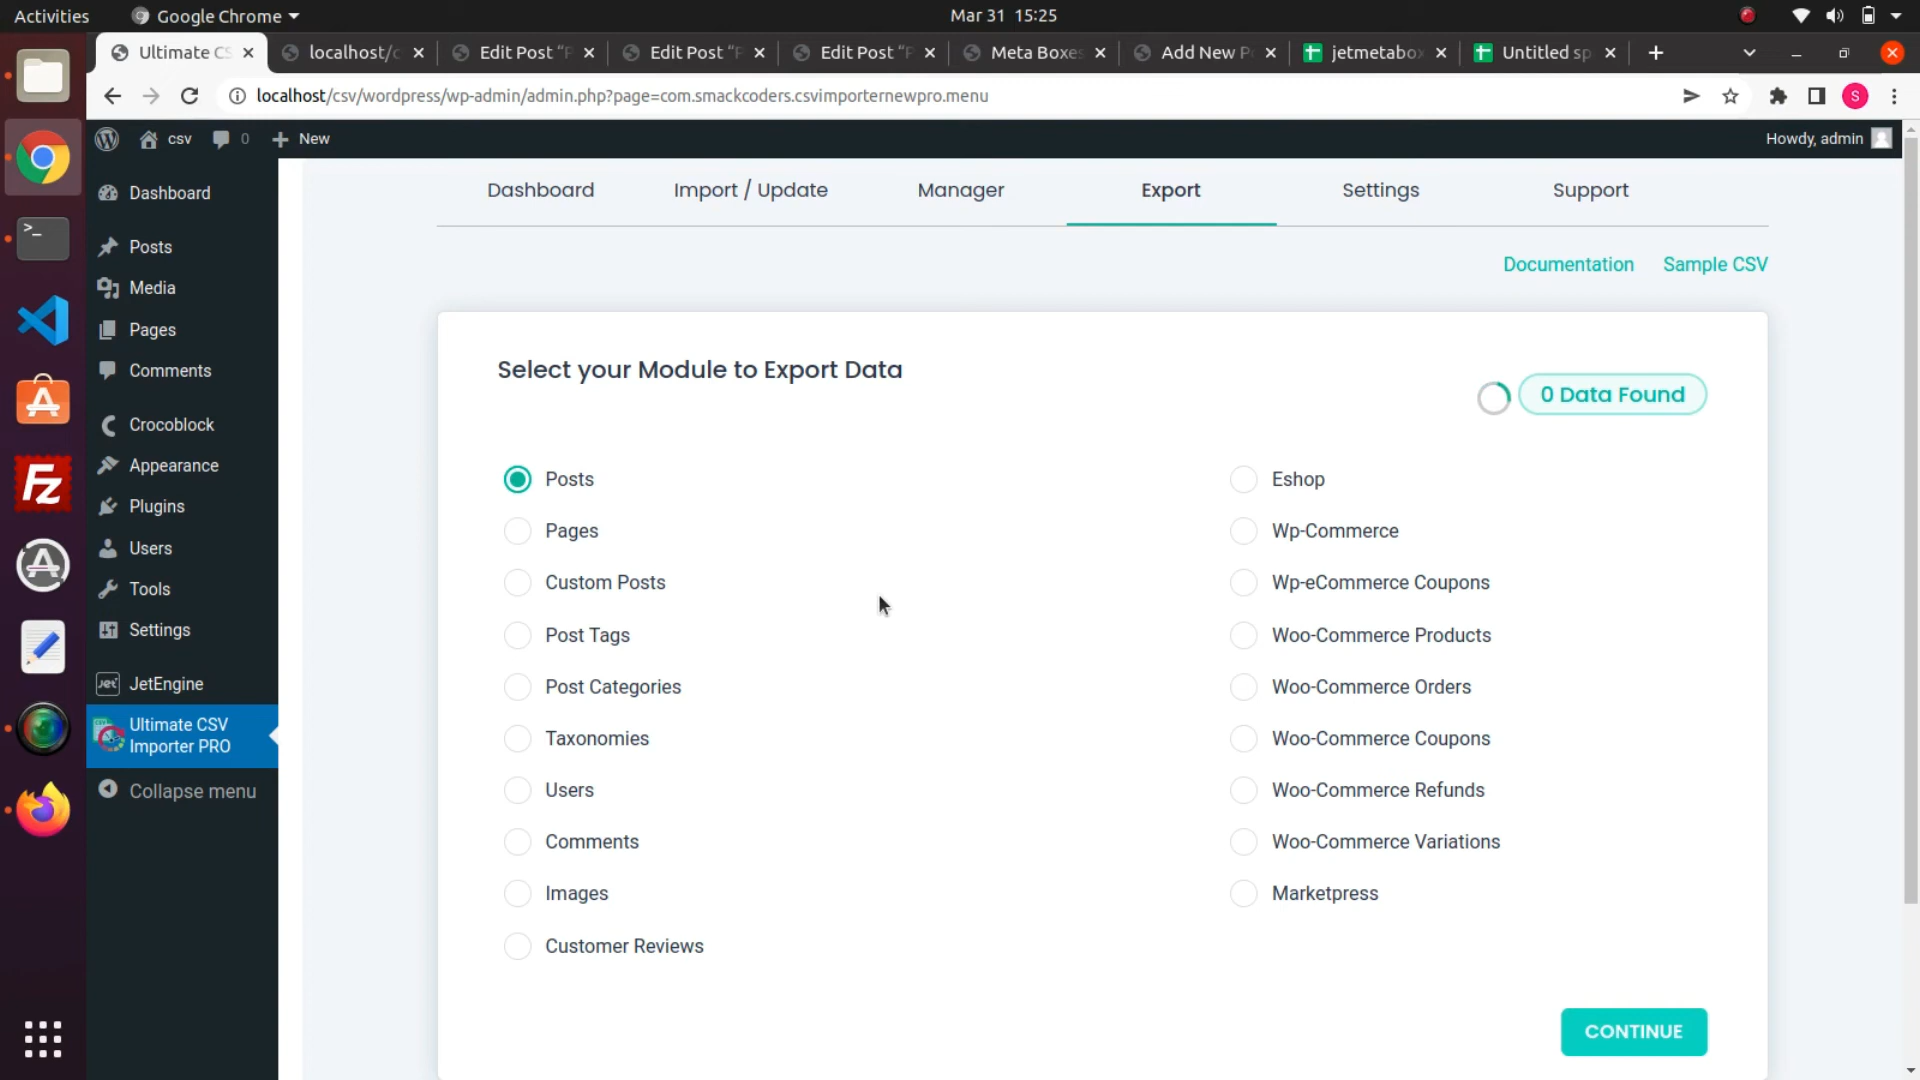 Activities
Google Chrome
Mar 31 15:25
Ultimate CS
localhost/c
Edit Post “P
Edit Post “P
Edit Post “P
Meta Boxes
Add New P
jetmetabox
Untitled sp
localhost/csv/wordpress/wp-admin/admin.php?page=com.smackcoders.csvimporternewpro.menu
S
csv
0
New
Howdy, admin
Dashboard
Posts
Media
Pages
Comments
Crocoblock
Appearance
Plugins
Users
Tools
Settings
JetEngine
Ultimate CSV
Importer PRO
Collapse menu
Dashboard
Import / Update
Manager
Export
Settings
Support
Documentation
Sample CSV
Select your Module to Export Data
0 Data Found
Posts
Pages
Custom Posts
Post Tags
Post Categories
Taxonomies
Users
Comments
Images
Customer Reviews
Eshop
Wp-Commerce
Wp-eCommerce Coupons
Woo-Commerce Products
Woo-Commerce Orders
Woo-Commerce Coupons
Woo-Commerce Refunds
Woo-Commerce Variations
Marketpress
CONTINUE